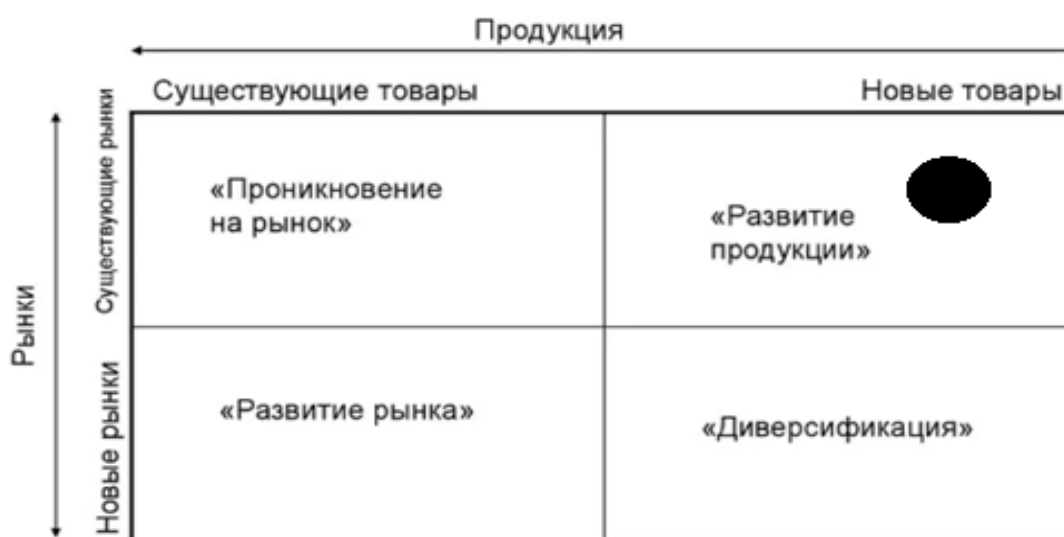 Продукция
Существующие товары
Новые товары
Рынки
Существующие рынки
«Проникновение
на рынок»
«Развитие
продукции»
Новые рынки
«Развитие рынка»
«Диверсификация»